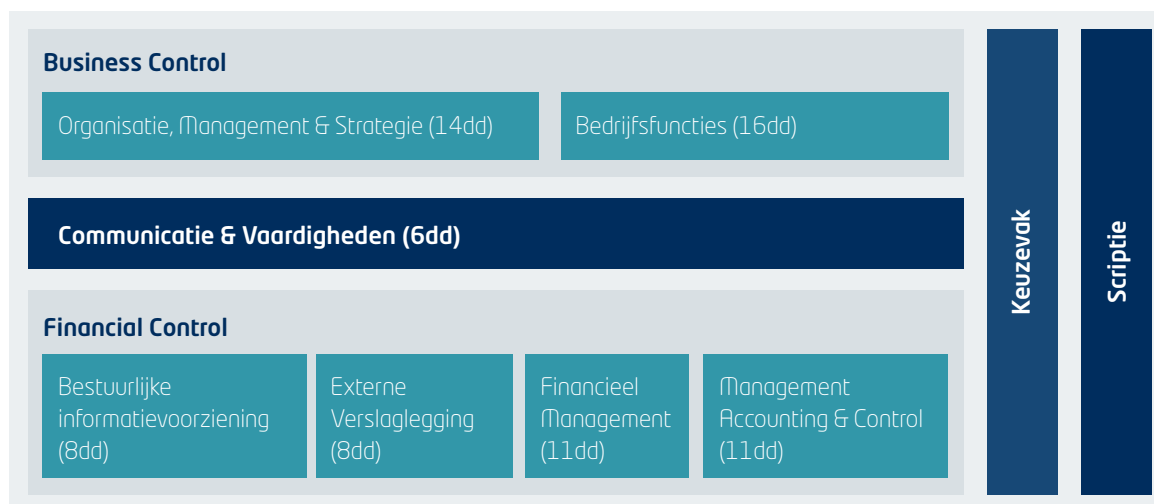 Business Control
Organisatie, Management & Strategie (14dd)
Bedrijfsfuncties (16dd)
Communicatie & Vaardigheden (6dd)
Financial Control
Bestuurlijke
informatievoorziening
(8dd)
Externe
Verslaglegging
(8dd)
Financieel
Management
(11dd)
Management
Accounting & Control
(11dd)
Keuzevak
Scriptie